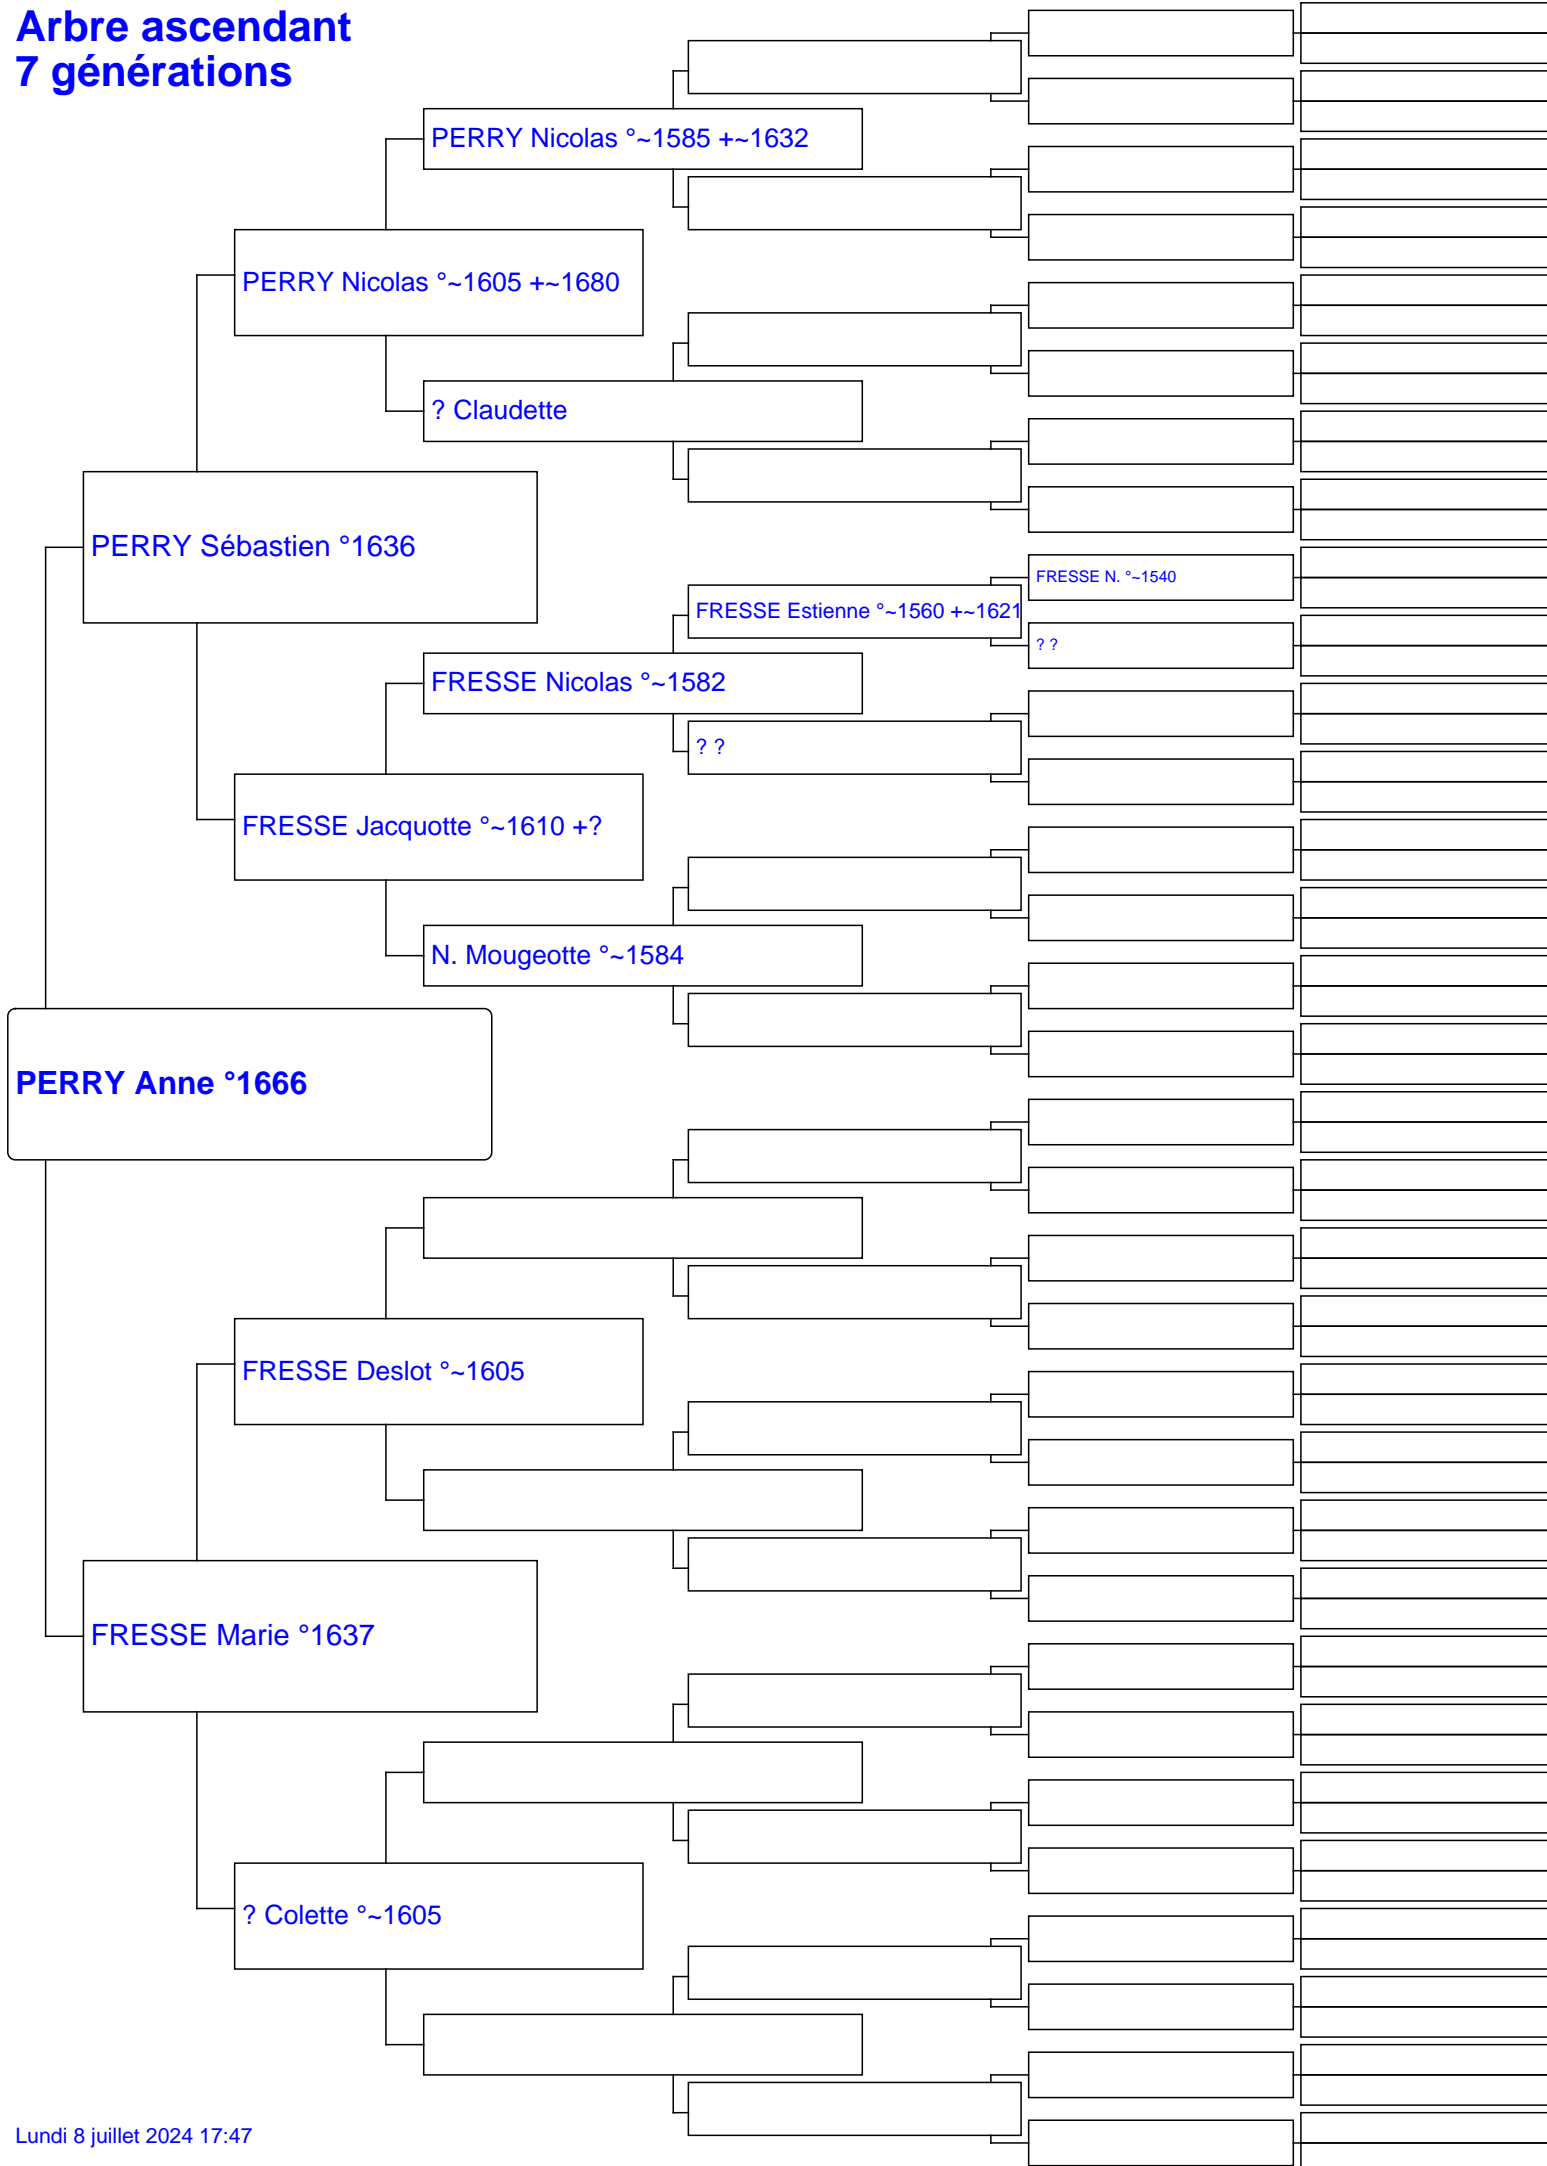 Arbre ascendant
7 générations
PERRY Nicolas °~1585 +~1632
PERRY Nicolas °~1605 +~1680
? Claudette
PERRY Sébastien °1636
FRESSE N. °~1540
FRESSE Estienne °~1560 +~1621
? ?
FRESSE Nicolas °~1582
? ?
FRESSE Jacquotte °~1610 +?
N. Mougeotte °~1584
PERRY Anne °1666
FRESSE Deslot °~1605
FRESSE Marie °1637
? Colette °~1605
Lundi 8 juillet 2024 17:47